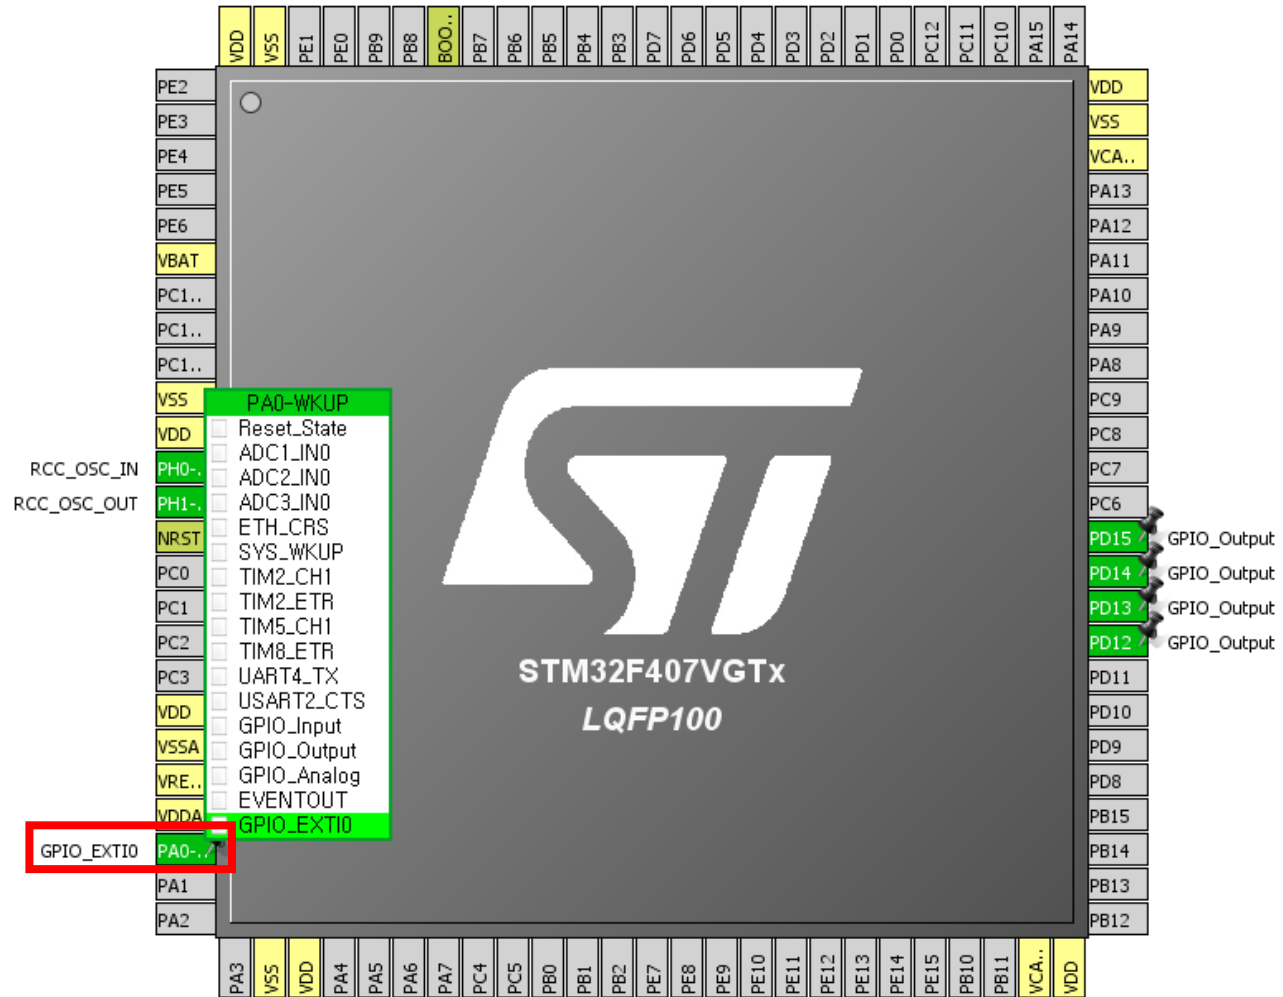 VDD
VSS
PE1
PE0
PB9
PB8
BOO..
PB7
PB6
PB5
PB4
PB3
PD7
PD6
PD5
PD4
PD3
PD2
PD1
PD0
PC12
PC11
PC10
PA15
PA14
PE2
PE3
PE4
PE5
PE6
VBAT
PC1..
PC1..
PC1..
VSS
VDD
RCC_OSC_IN PH0-.
RCC_OSC_OUT PH1-.
NRST
PC0
PC1
PC2
PC3
VDD
VSSA
VRE..
VDDA
GPIO_EXTI0 PA0-..
PA1
PA2
PA0-WKUP
Reset_State
ADC1_IN0
ADC2_IN0
ADC3_IN0
ETH_CRS
SYS_WKUP
TIM2_CH1
TIM2_ETR
TIM5_CH1
TIM8_ETR
UART4_TX
USART2_CTS
GPIO_Input
GPIO_Output
GPIO_Analog
EVENTOUT
GPIO_EXTI0
ST
STM32F407VGTx
LQFP100
VDD
VSS
VCA..
PA13
PA12
PA11
PA10
PA9
PA8
PC9
PC8
PC7
PC6
PD15 GPIO_Output
PD14 GPIO_Output
PD13 GPIO_Output
PD12 GPIO_Output
PD11
PD10
PD9
PD8
PB15
PB14
PB13
PB12
PA3
VSS
VDD
PA4
PA5
PA6
PA7
PC4
PC5
PB0
PB1
PB2
PE7
PE8
PE9
PE10
PE11
PE12
PE13
PE14
PE15
PB10
PB11
VCA..
VDD